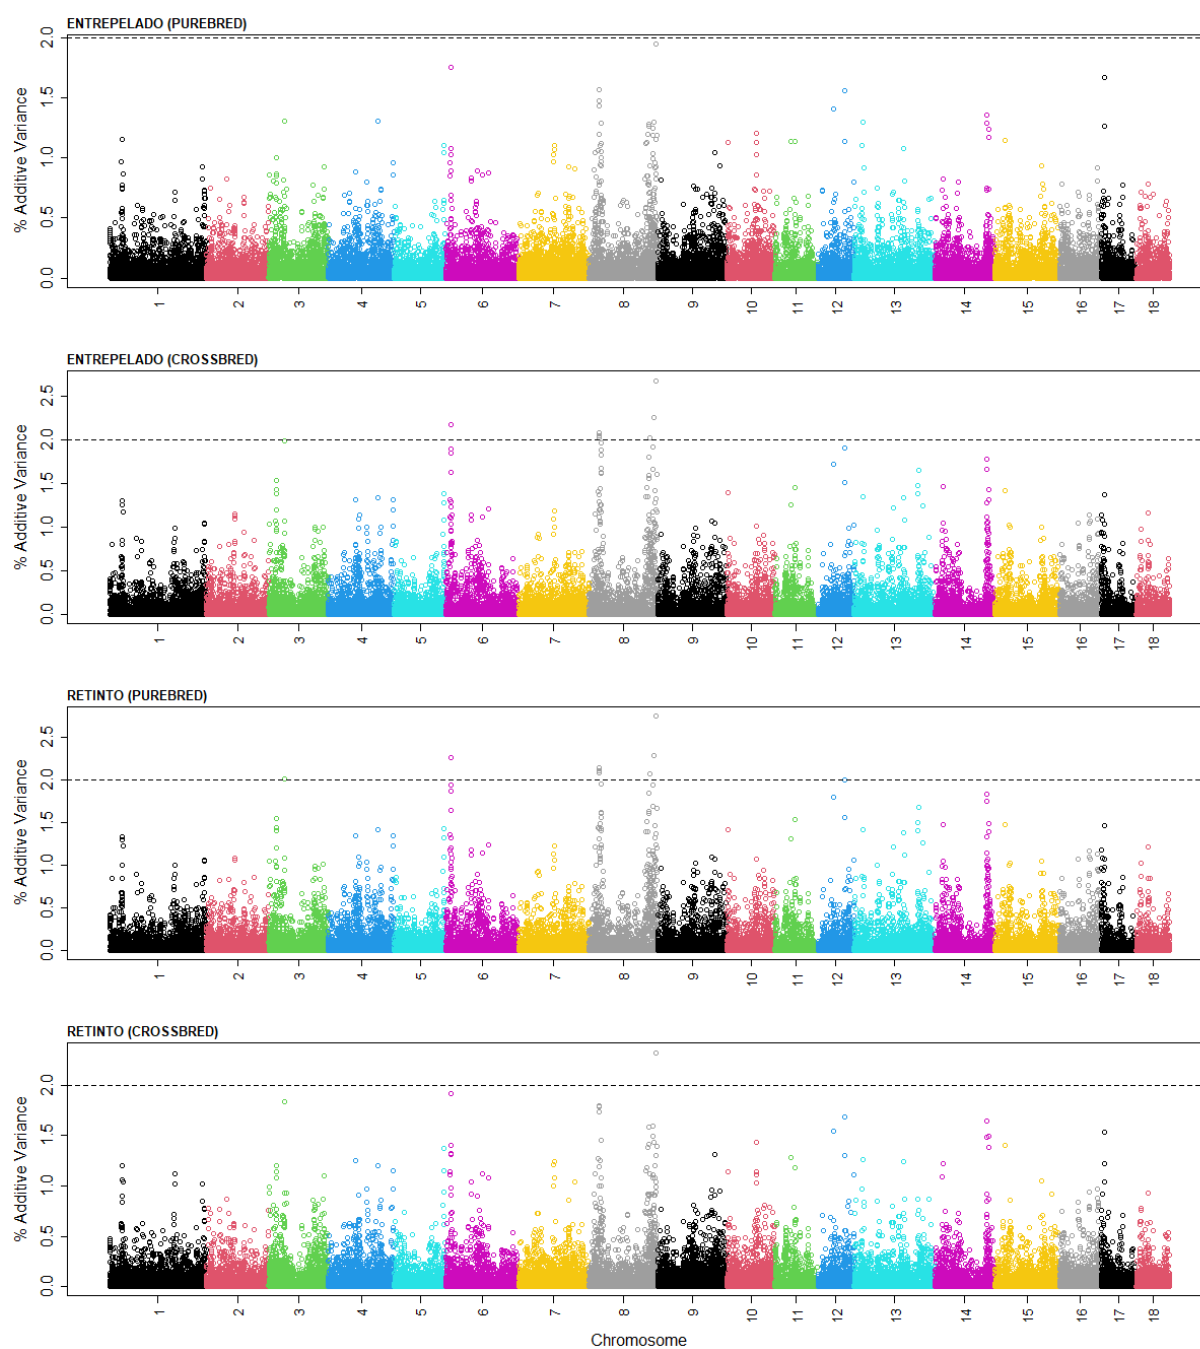 ENTREPELADO (PUREBRED)
% Additive Variance
2.0
1.5
1.0
0.5
0.0
1 2 3 4 5 6 7 8 9 10 11 12 13 14 15 16 17 18
ENTREPELADO (CROSSBRED)
% Additive Variance
2.5
2.0
1.5
1.0
0.5
0.0
1 2 3 4 5 6 7 8 9 10 11 12 13 14 15 16 17 18
RETINTO (PUREBRED)
% Additive Variance
2.5
2.0
1.5
1.0
0.5
0.0
1 2 3 4 5 6 7 8 9 10 11 12 13 14 15 16 17 18
RETINTO (CROSSBRED)
% Additive Variance
2.0
1.5
1.0
0.5
0.0
1 2 3 4 5 6 7 8 9 10 11 12 13 14 15 16 17 18
Chromosome